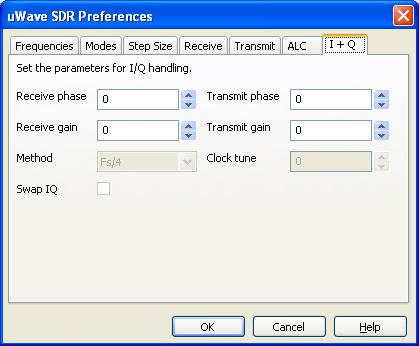 uWave SDR Preferences
Frequencies Modes Step Size Receive Transmit ALC I + Q
Set the parameters for I/Q handling.
Receive phase 0 Transmit phase 0
Receive gain 0 Transmit gain 0
Method Fs/4 Clock tune 0
Swap IQ
OK Cancel Help